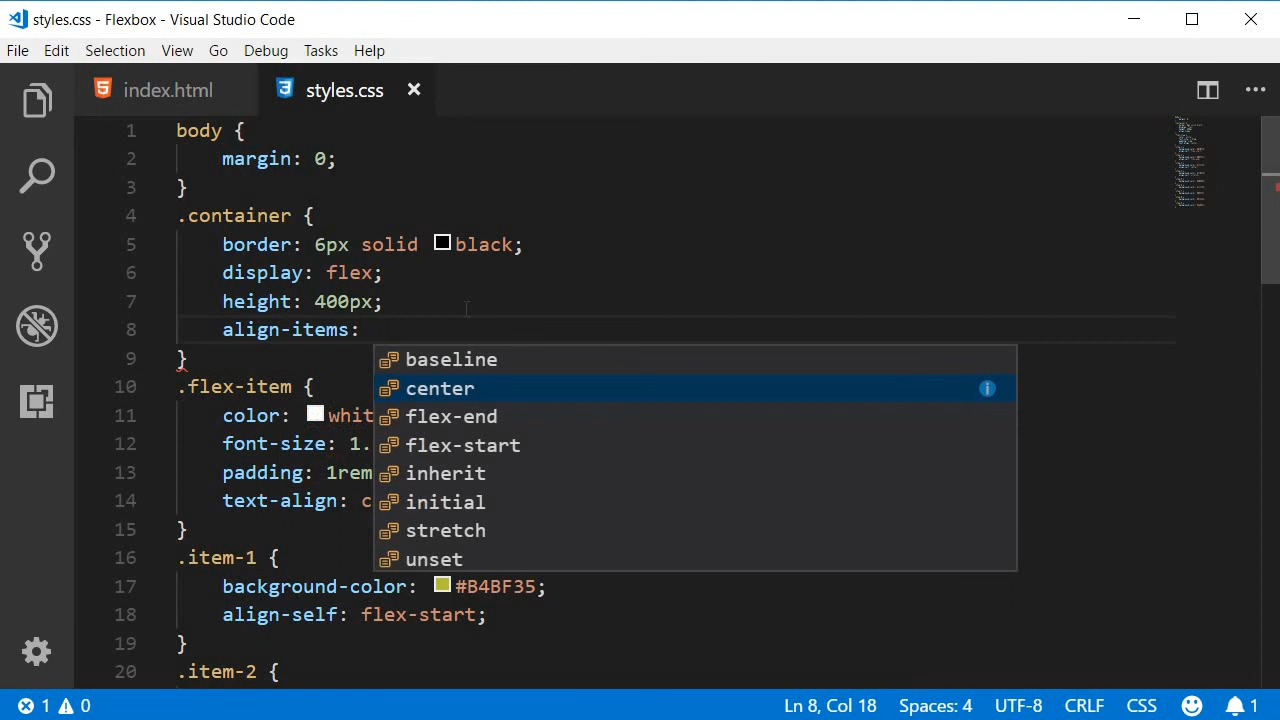 styles.css - Flexbox - Visual Studio Code
File Edit Selection View Go Debug Tasks Help
index.html styles.css
1 body {
2 margin: 0;
3 }
4 .container {
5 border: 6px solid black;
6 display: flex;
7 height: 400px;
8 align-items:
9 }
baseline
10 .flex-item {
center
11 color: whit
flex-end
12 font-size: 1.
flex-start
13 padding: 1rem
inherit
14 text-align: c
initial
15 }
stretch
16 .item-1 {
unset
17 background-color: #B4BF35;
18 align-self: flex-start;
19 }
20 .item-2 {
1 0 Ln 8, Col 18 Spaces: 4 UTF-8 CRLF CSS 1